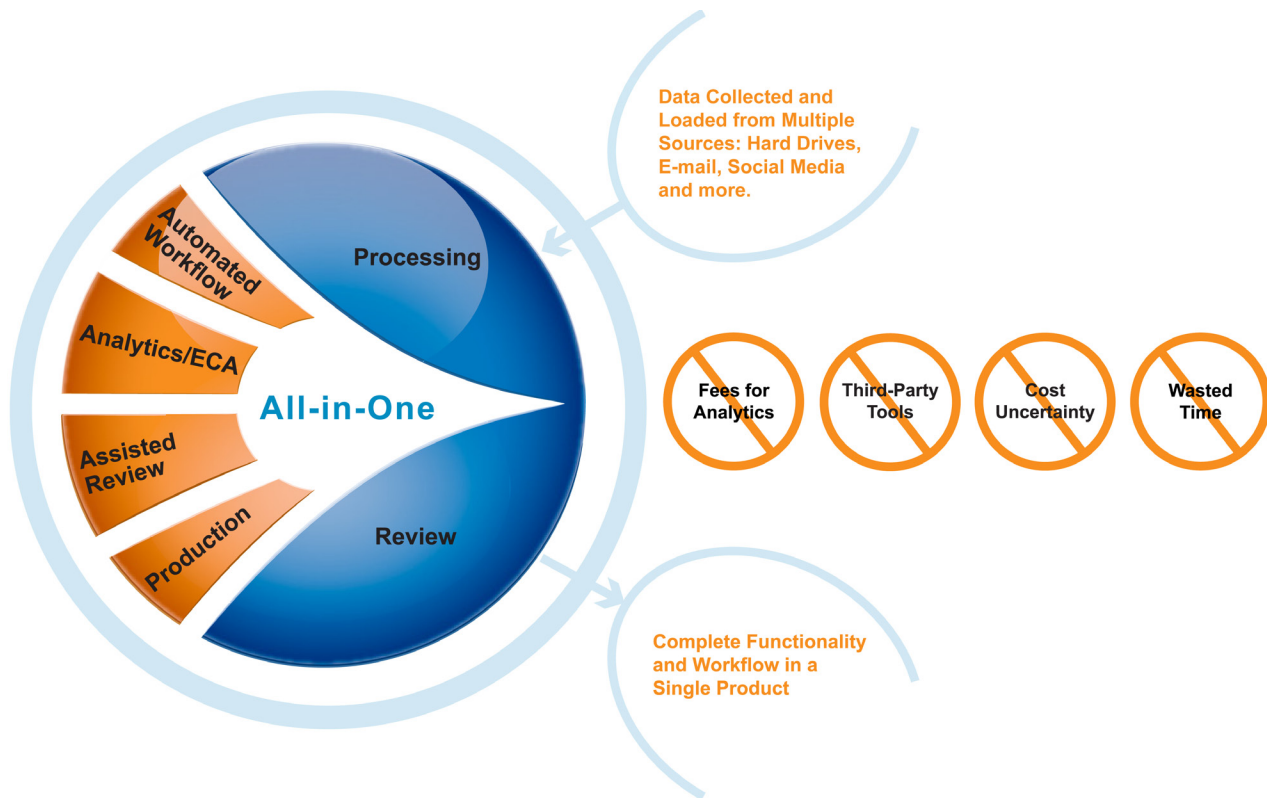 Data Collected and
Loaded from Multiple
Sources: Hard Drives,
E-mail, Social Media
and more.
Automated
Workflow
Processing
Analytics/ECA
All-in-One
Assisted
Review
Production
Review
Fees for
Analytics
Third-Party
Tools
Cost
Uncertainty
Wasted
Time
Complete Functionality
and Workflow in a
Single Product